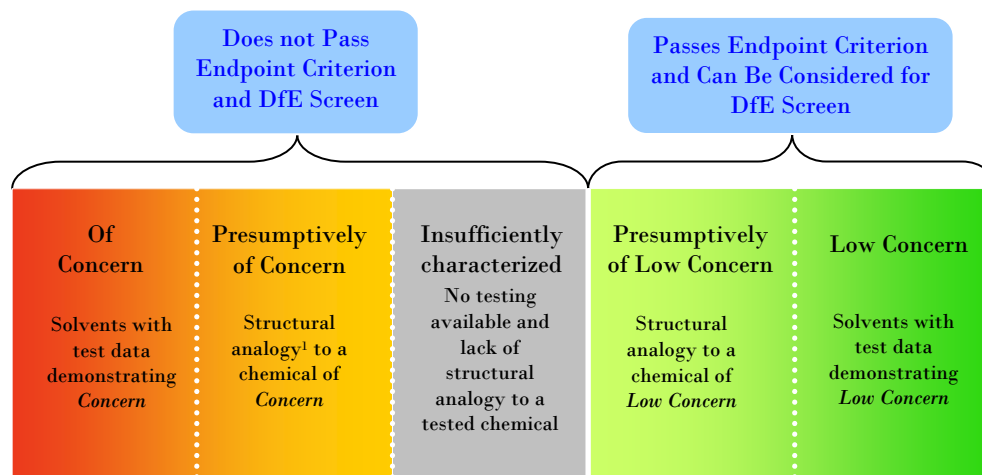 Does not Pass
Endpoint Criterion
and DfE Screen
Passes Endpoint Criterion
and Can Be Considered for
DfE Screen
Of
Concern
Solvents with
test data
demonstrating
Concern
Presumptively
of Concern
Structural
analogy¹ to a
chemical of
Concern
Insufficiently
characterized
No testing
available and
lack of
structural
analogy to a
tested chemical
Presumptively
of Low Concern
Structural
analogy to a
chemical of
Low Concern
Low Concern
Solvents with
test data
demonstrating
Low Concern